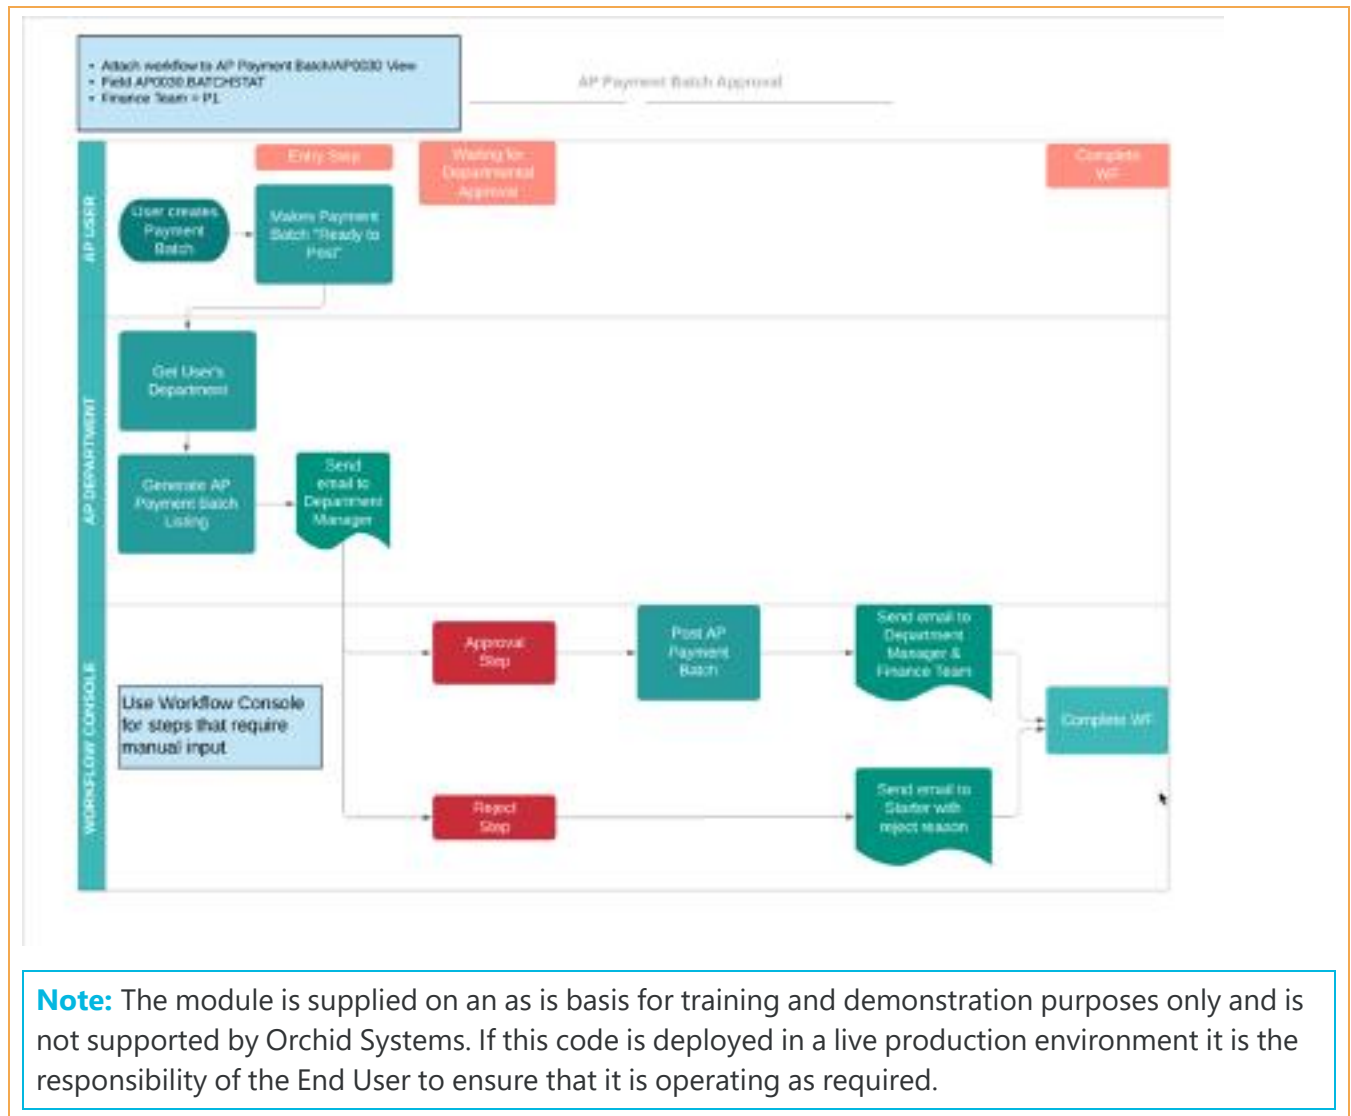 • Attach workflow to AP Payment Batch/AP0030 View
• Field AP0030.BATCHSTAT
• Finance Team = P1
AP Payment Batch Approval
AP USER
Entry Step
Waiting for
Departmental
Approval
Complete
WF
User creates
Payment
Batch
Makes Payment
Batch "Ready to
Post"
AP DEPARTMENT
Get User's
Department
Generate AP
Payment Batch
Listing
Send
email to
Department
Manager
WORKFLOW CONSOLE
Approval
Step
Post AP
Payment
Batch
Send email to
Department
Manager &
Finance Team
Use Workflow Console
for steps that require
manual input
Complete WF
Reject
Step
Send email to
Starter with
reject reason
Note: The module is supplied on an as is basis for training and demonstration purposes only and is
not supported by Orchid Systems. If this code is deployed in a live production environment it is the
responsibility of the End User to ensure that it is operating as required.